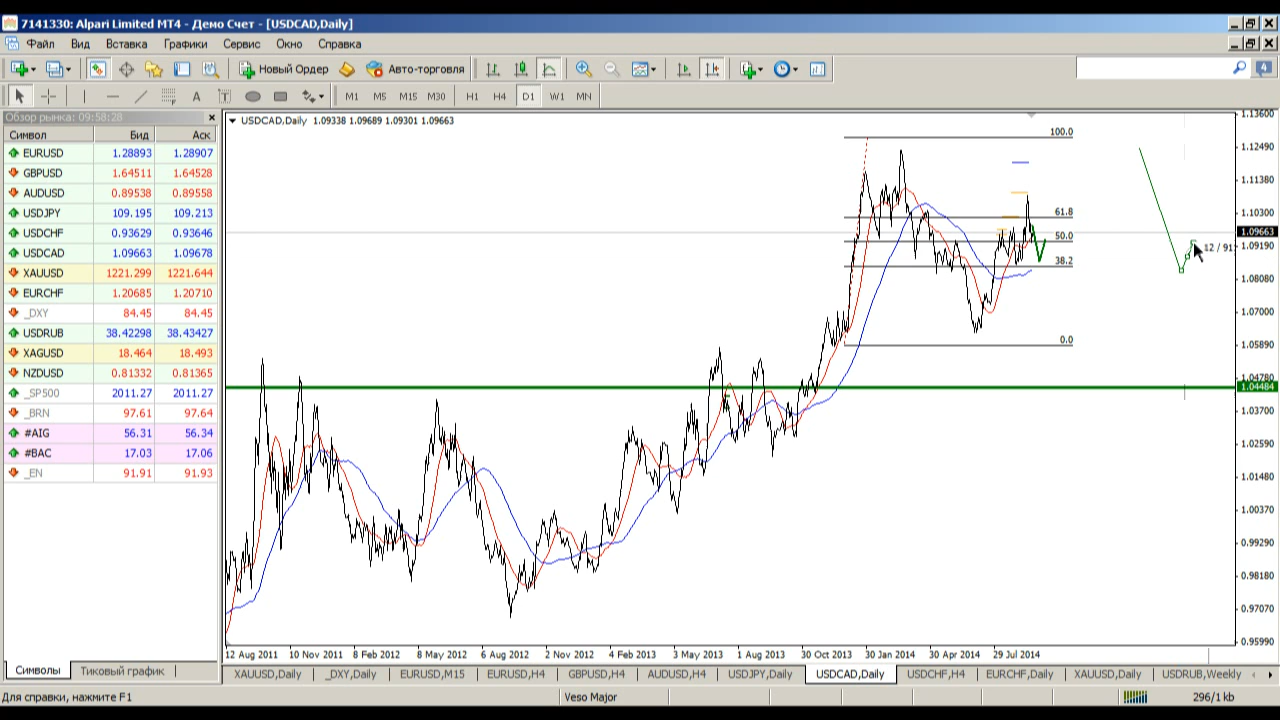 7141330: Alpari Limited MT4 - Демо Счет - [USDCAD,Daily]
Файл Вид Вставка Графики Сервис Окно Справка
Новый Ордер Авто-торговля
4
A T M1 M5 M15 M30 H1 H4 D1 W1 MN
Обзор рынка: 09:58:28
Символ Бид Аск
EURUSD 1.28893 1.28907
GBPUSD 1.64511 1.64528
AUDUSD 0.89538 0.89558
USDJPY 109.195 109.213
USDCHF 0.93629 0.93646
USDCAD 1.09663 1.09678
XAUUSD 1221.299 1221.644
EURCHF 1.20685 1.20710
_DXY 84.45 84.45
USDRUB 38.42298 38.43427
XAGUSD 18.464 18.493
NZDUSD 0.81332 0.81365
_SP500 2011.27 2011.27
_BRN 97.61 97.64
#AIG 56.31 56.34
#BAC 17.03 17.06
_EN 91.91 91.93
Символы Тиковый график
USDCAD,Daily 1.09338 1.09689 1.09301 1.09663
100.0
61.8
50.0
38.2
0.0
12 / 91
1.13600
1.12490
1.11380
1.10300
1.09663
1.09190
1.08080
1.07000
1.05890
1.04780
1.04484
1.03700
1.02590
1.01480
1.00370
0.99290
0.98180
0.97070
0.95990
12 Aug 2011 10 Nov 2011 8 Feb 2012 8 May 2012 6 Aug 2012 2 Nov 2012 4 Feb 2013 3 May 2013 1 Aug 2013 30 Oct 2013 30 Jan 2014 30 Apr 2014 29 Jul 2014
XAUUSD,Daily _DXY,Daily EURUSD,M15 EURUSD,H4 GBPUSD,H4 AUDUSD,H4 USDJPY,Daily USDCAD,Daily USDCHF,H4 EURCHF,Daily XAUUSD,Daily USDRUB,Weekly
Для справки, нажмите F1 Veso Major 296/1 kb